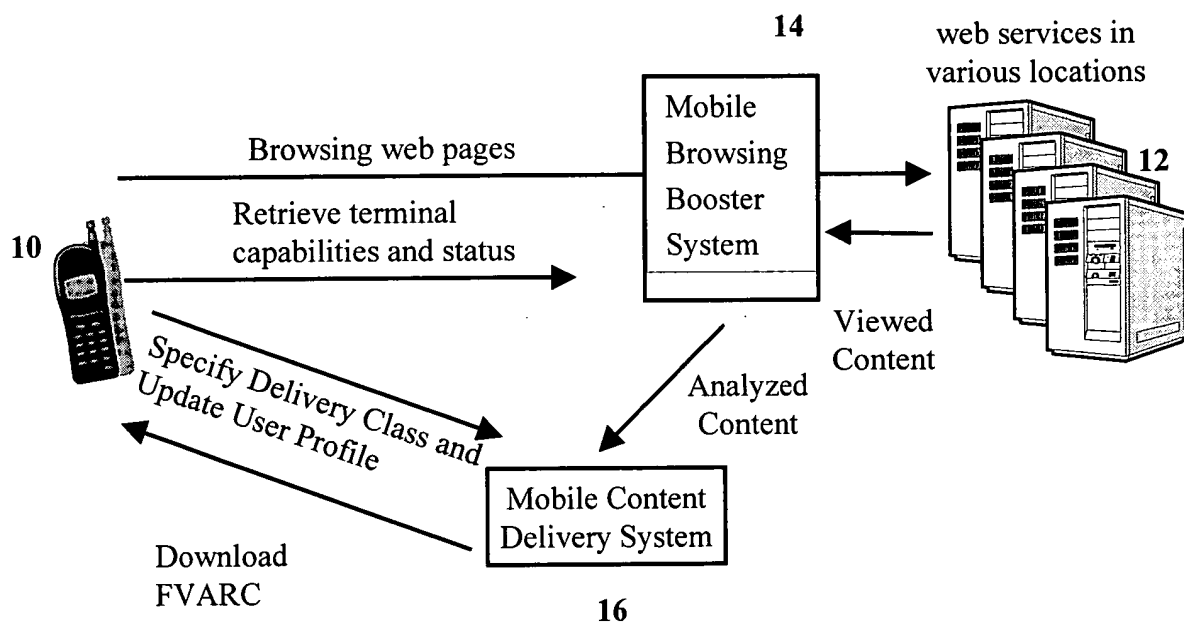 14
web services in
various locations
Mobile
Browsing
Booster
System
12
Browsing web pages
Retrieve terminal
capabilities and status
10
Viewed
Content
Specify Delivery Class and
Update User Profile
Analyzed
Content
Mobile Content
Delivery System
Download
FVARC
16